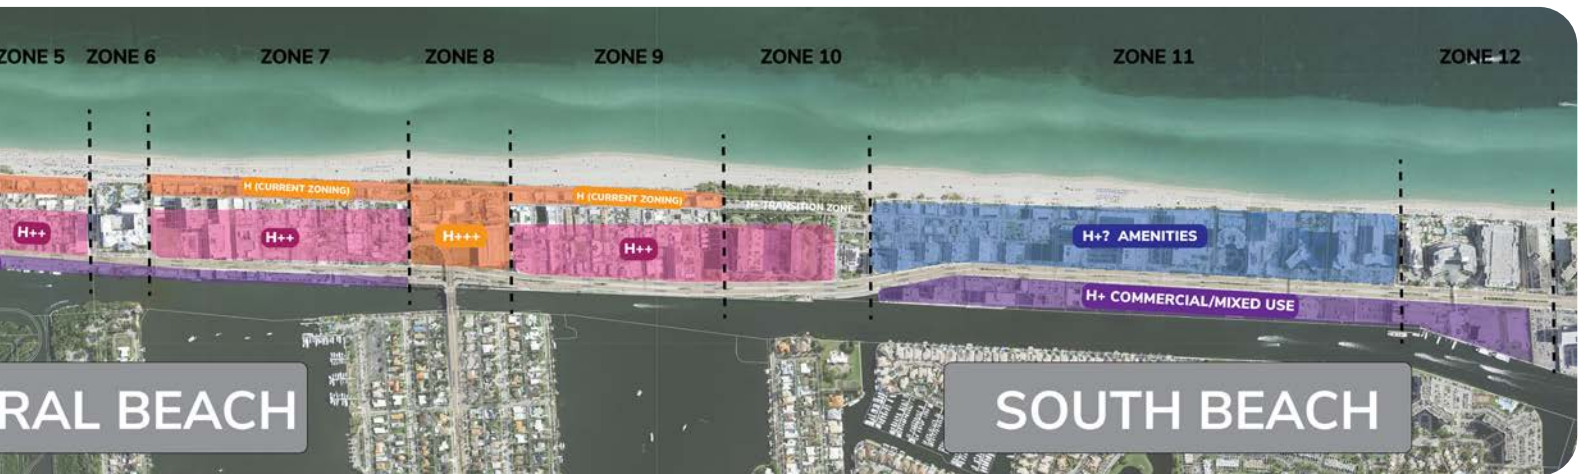 ZONE 5
ZONE 6
ZONE 7
ZONE 8
ZONE 9
ZONE 10
ZONE 11
ZONE 12
H (CURRENT ZONING)
H (CURRENT ZONING)
H+ TRANSITION ZONE
H++
H++
H+++
H++
H+? AMENITIES
H+ COMMERCIAL/MIXED USE
RAL BEACH
SOUTH BEACH